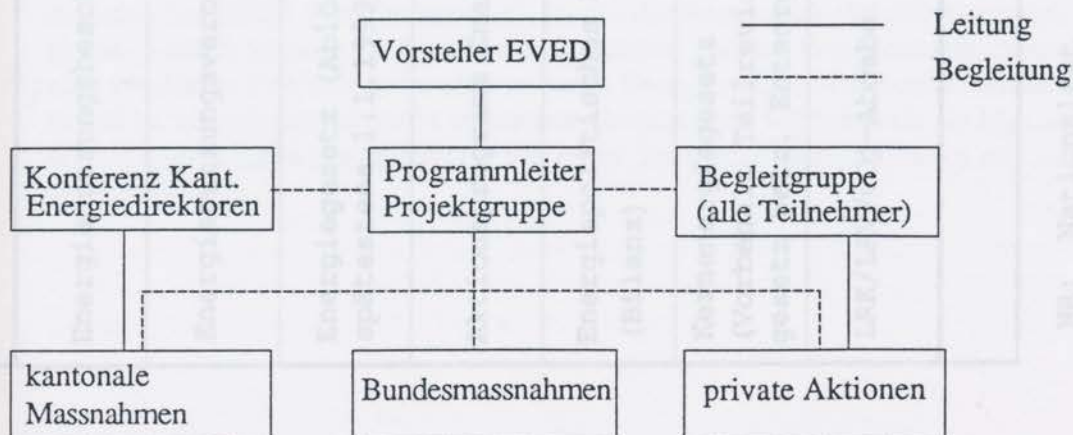 Vorsteher EVED
Leitung
Begleitung
Konferenz Kant.
Energiedirektoren
Programmleiter
Projektgruppe
Begleitgruppe
(alle Teilnehmer)
kantonale
Massnahmen
Bundesmassnahmen
private Aktionen